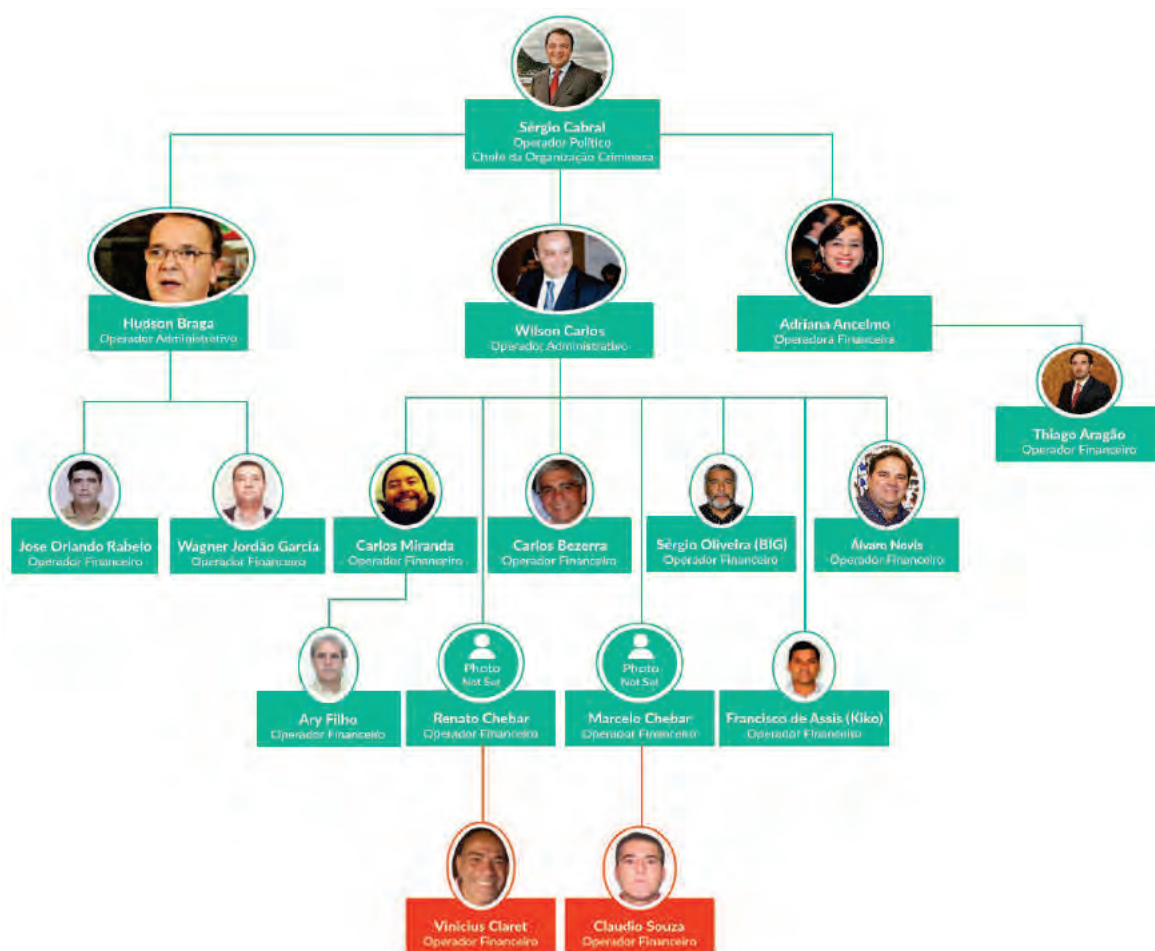 Sérgio Cabral
Operador Político
Chefe da Organização Criminosa
Hudson Braga
Operador Administrativo
Wilson Carlos
Operador Administrativo
Adriana Ancelmo
Operadora Financeira
Thiago Aragão
Operador Financeiro
Jose Orlando Rabelo
Operador Financeiro
Wagner Jordão Garcia
Operador Financeiro
Carlos Miranda
Operador Financeiro
Carlos Bezerra
Operador Financeiro
Sérgio Oliveira (BIG)
Operador Financeiro
Álvaro Novis
Operador Financeiro
Ary Filho
Operador Financeiro
Photo
Not Set
Renato Chebar
Operador Financeiro
Photo
Not Set
Marcelo Chebar
Operador Financeiro
Francisco de Assis (Kiko)
Operador Financeiro
Vinicius Claret
Operador Financeiro
Claudio Souza
Operador Financeiro